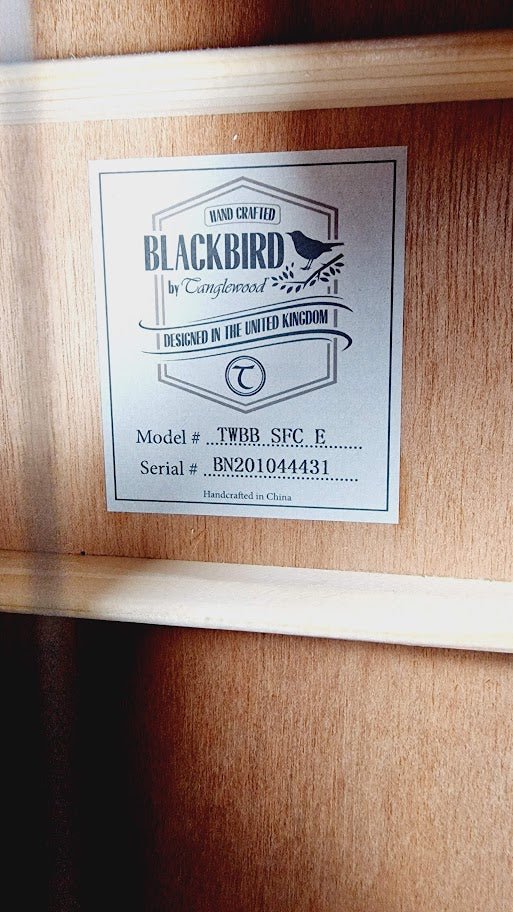 HAND CRAFTED
BLACKBIRD
by Tanglewood
DESIGNED IN THE UNITED KINGDOM
T
Model # TWBB SFC E
Serial # BN201044431
Handcrafted in China